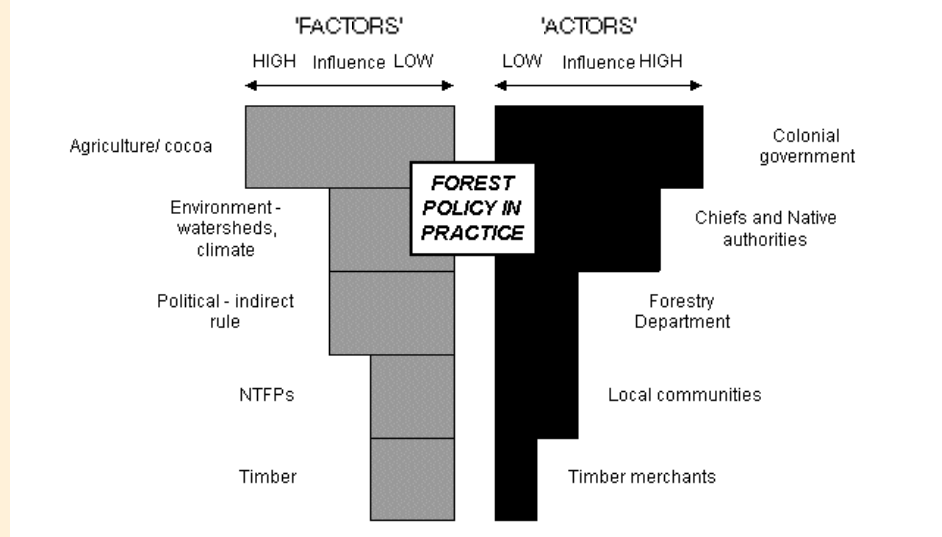 'FACTORS'
'ACTORS'
HIGH Influence LOW
LOW Influence HIGH
Agriculture/ cocoa
Colonial
government
FOREST
POLICY IN
PRACTICE
Environment -
watersheds,
climate
Chiefs and Native
authorities
Political - indirect
rule
Forestry
Department
NTFPs
Local communities
Timber
Timber merchants